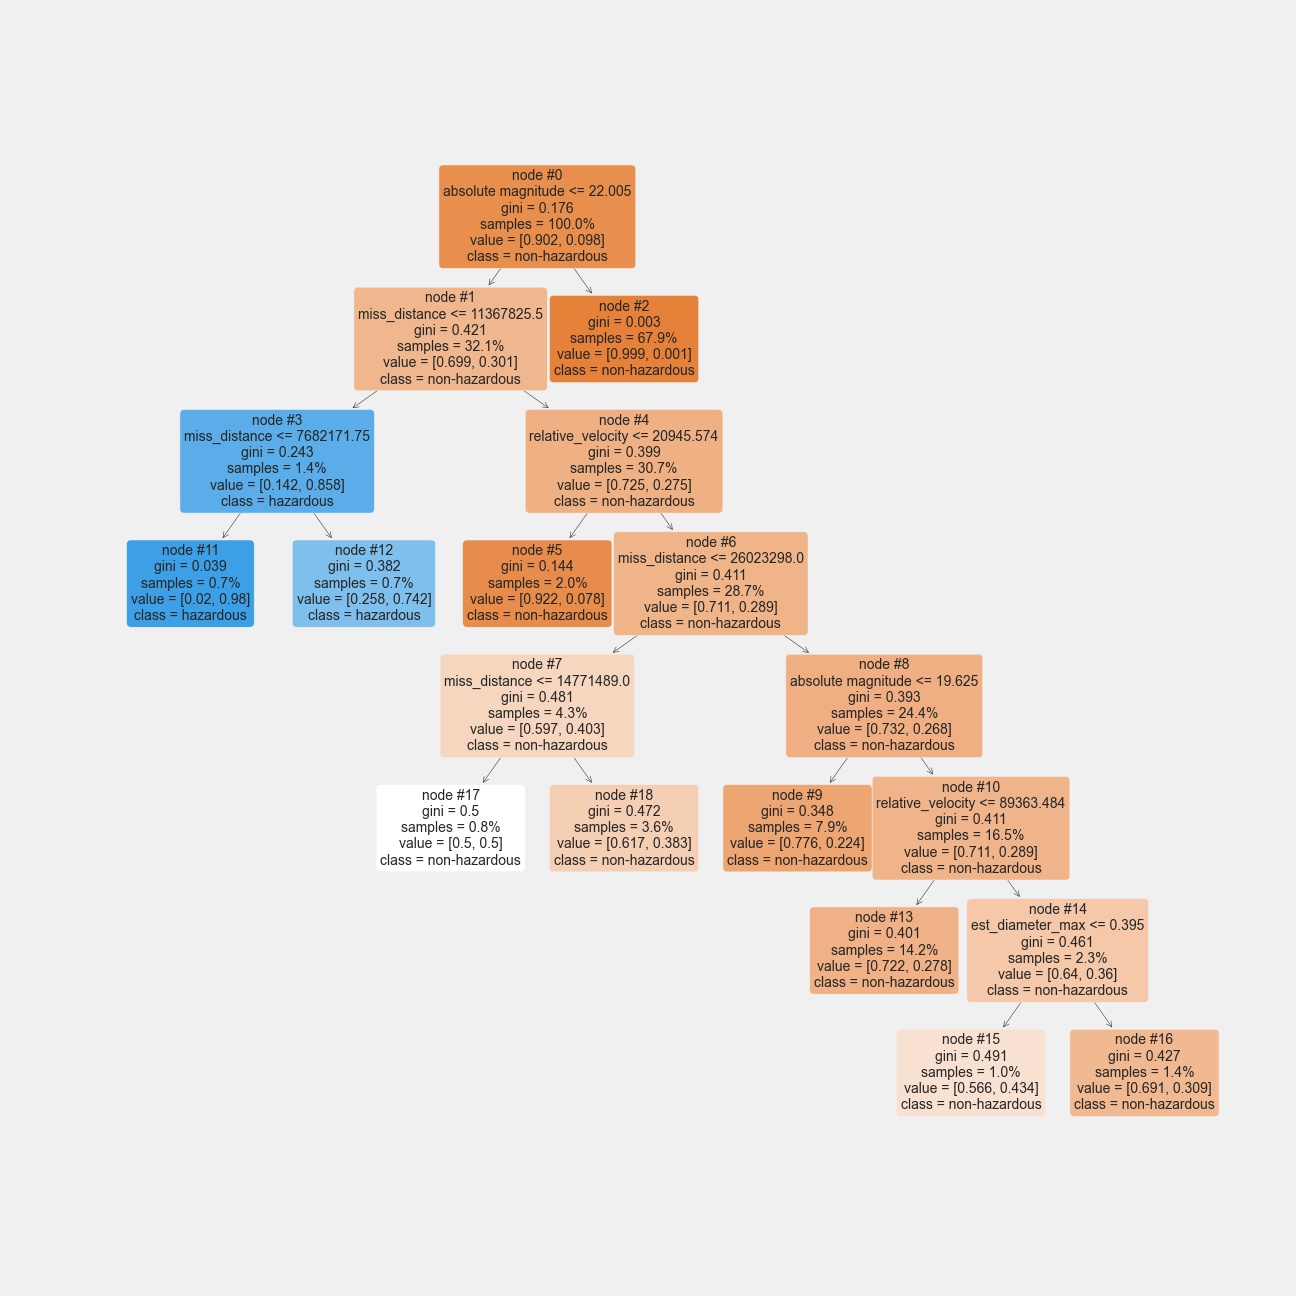 node #0
absolute magnitude <= 22.005
gini = 0.176
samples = 100.0%
value = [0.902, 0.098]
class = non-hazardous
node #1
miss_distance <= 11367825.5
gini = 0.421
samples = 32.1%
value = [0.699, 0.301]
class = non-hazardous
node #2
gini = 0.003
samples = 67.9%
value = [0.999, 0.001]
class = non-hazardous
node #3
miss_distance <= 7682171.75
gini = 0.243
samples = 1.4%
value = [0.142, 0.858]
class = hazardous
node #4
relative_velocity <= 20945.574
gini = 0.399
samples = 30.7%
value = [0.725, 0.275]
class = non-hazardous
node #11
gini = 0.039
samples = 0.7%
value = [0.02, 0.98]
class = hazardous
node #12
gini = 0.382
samples = 0.7%
value = [0.258, 0.742]
class = hazardous
node #5
gini = 0.144
samples = 2.0%
value = [0.922, 0.078]
class = non-hazardous
node #6
miss_distance <= 26023298.0
gini = 0.411
samples = 28.7%
value = [0.711, 0.289]
class = non-hazardous
node #7
miss_distance <= 14771489.0
gini = 0.481
samples = 4.3%
value = [0.597, 0.403]
class = non-hazardous
node #8
absolute magnitude <= 19.625
gini = 0.393
samples = 24.4%
value = [0.732, 0.268]
class = non-hazardous
node #17
gini = 0.5
samples = 0.8%
value = [0.5, 0.5]
class = non-hazardous
node #18
gini = 0.472
samples = 3.6%
value = [0.617, 0.383]
class = non-hazardous
node #9
gini = 0.348
samples = 7.9%
value = [0.776, 0.224]
class = non-hazardous
node #10
relative_velocity <= 89363.484
gini = 0.411
samples = 16.5%
value = [0.711, 0.289]
class = non-hazardous
node #13
gini = 0.401
samples = 14.2%
value = [0.722, 0.278]
class = non-hazardous
node #14
est_diameter_max <= 0.395
gini = 0.461
samples = 2.3%
value = [0.64, 0.36]
class = non-hazardous
node #15
gini = 0.491
samples = 1.0%
value = [0.566, 0.434]
class = non-hazardous
node #16
gini = 0.427
samples = 1.4%
value = [0.691, 0.309]
class = non-hazardous